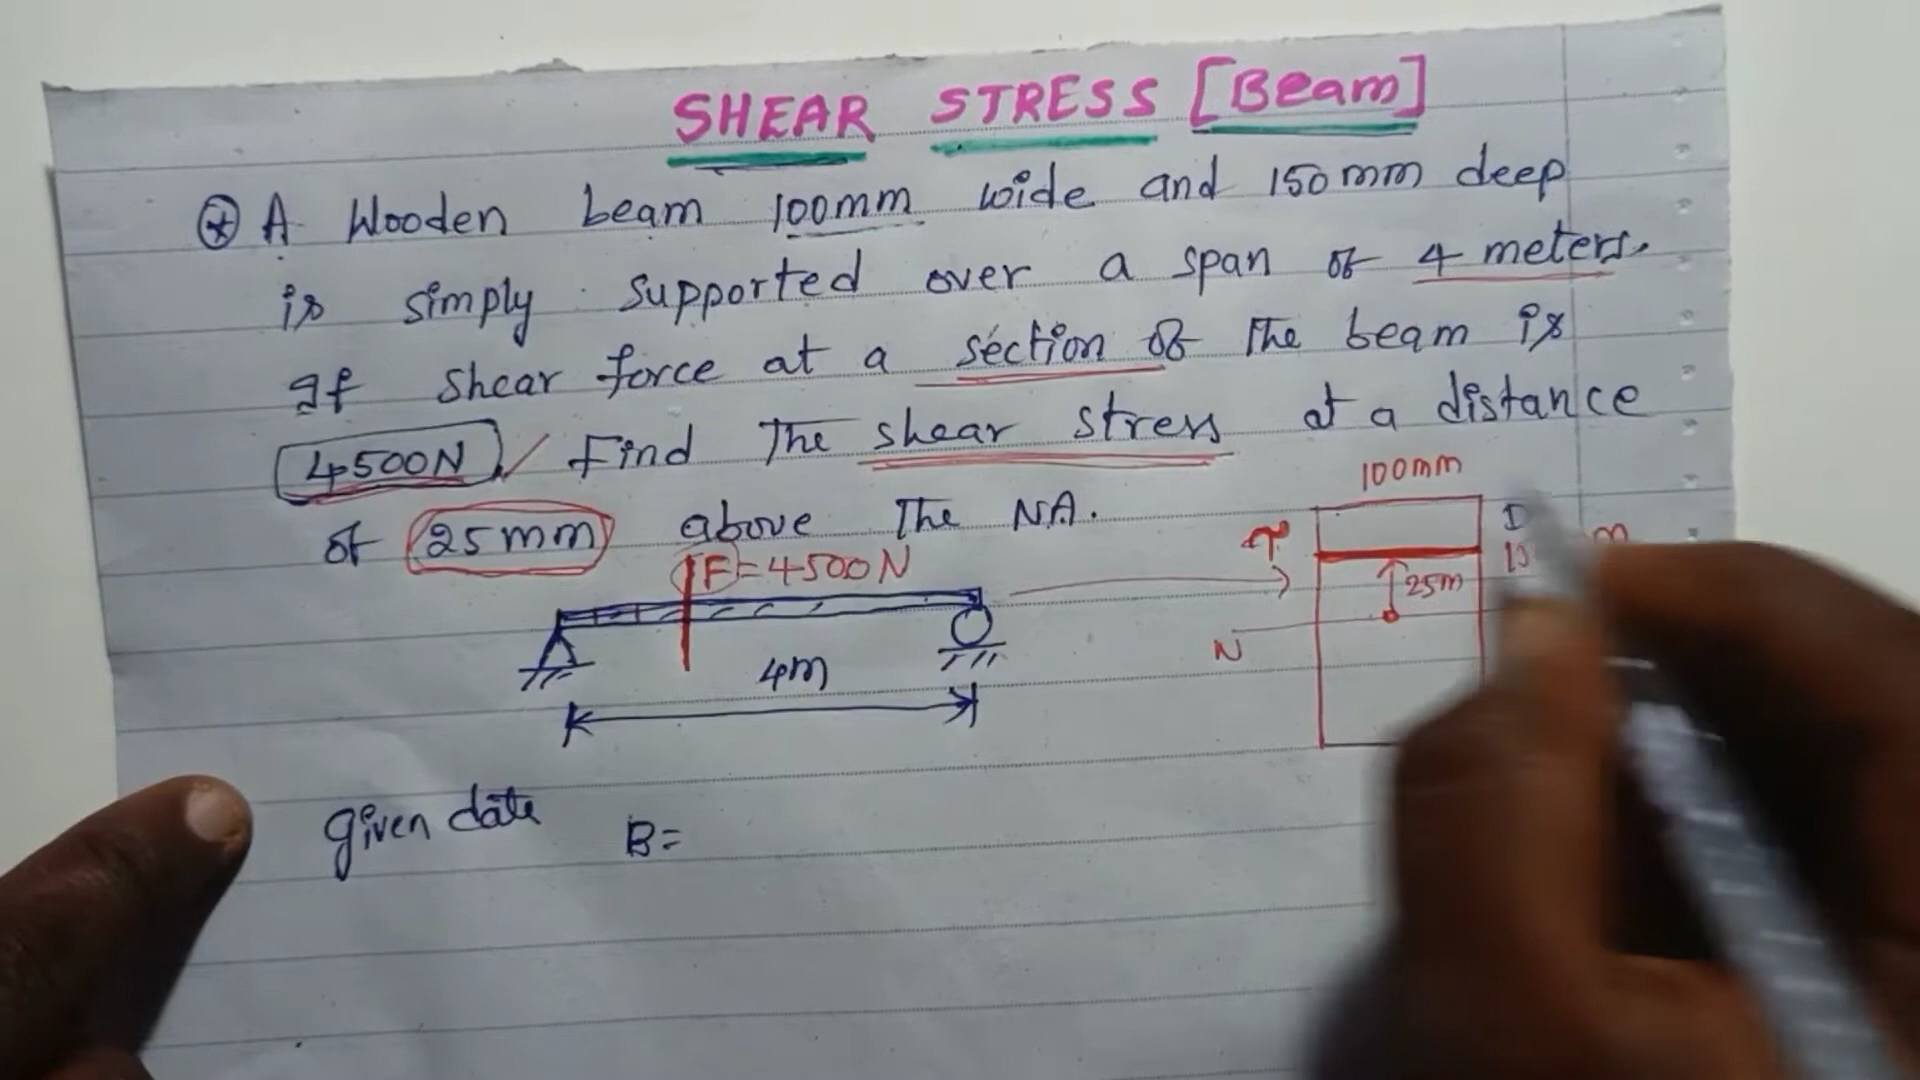 SHEAR STRESS [Beam]
A Wooden beam 100mm wide and 150mm deep
is simply supported over a span of 4 meters.
If shear force at a section of the beam is
4500N. Find the shear stress at a distance
of 25mm above the NA.
100mm
F=4500N
25m
N
4m
given date B=